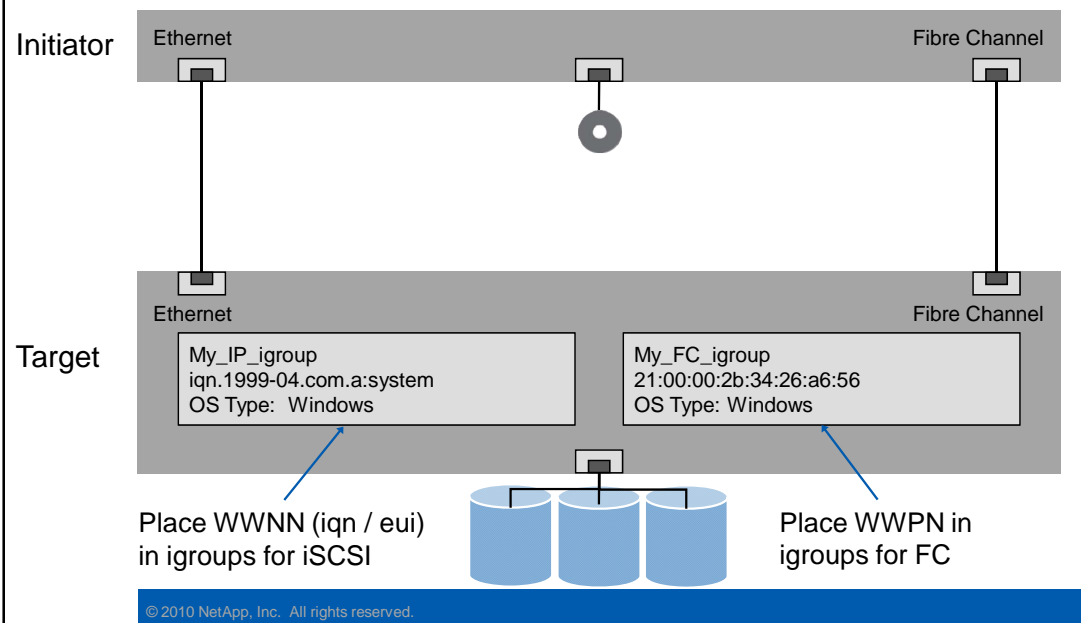 Initiator
Ethernet
Fibre Channel
Ethernet
Fibre Channel
Target
My_IP_igroup
iqn.1999-04.com.a:system
OS Type: Windows
My_FC_igroup
21:00:00:2b:34:26:a6:56
OS Type: Windows
Place WWNN (iqn / eui)
in igroups for iSCSI
Place WWPN in
igroups for FC
© 2010 NetApp, Inc. All rights reserved.